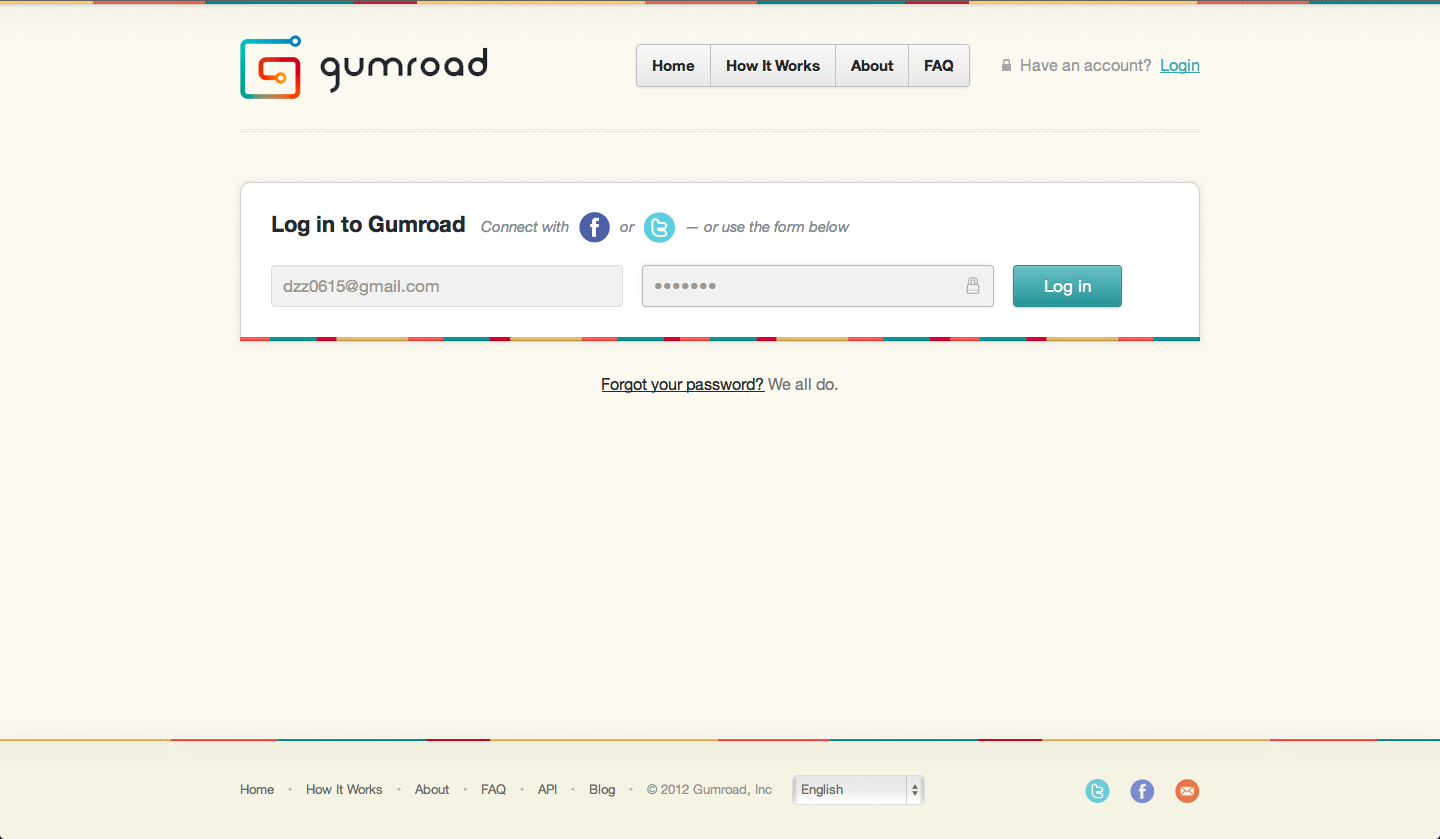 gumroad
Home How It Works About FAQ
Have an account? Login
Log in to Gumroad Connect with f or t — or use the form below
dzz0615@gmail.com ••••••• Log in
Forgot your password? We all do.
Home • How It Works • About • FAQ • API • Blog • © 2012 Gumroad, Inc English